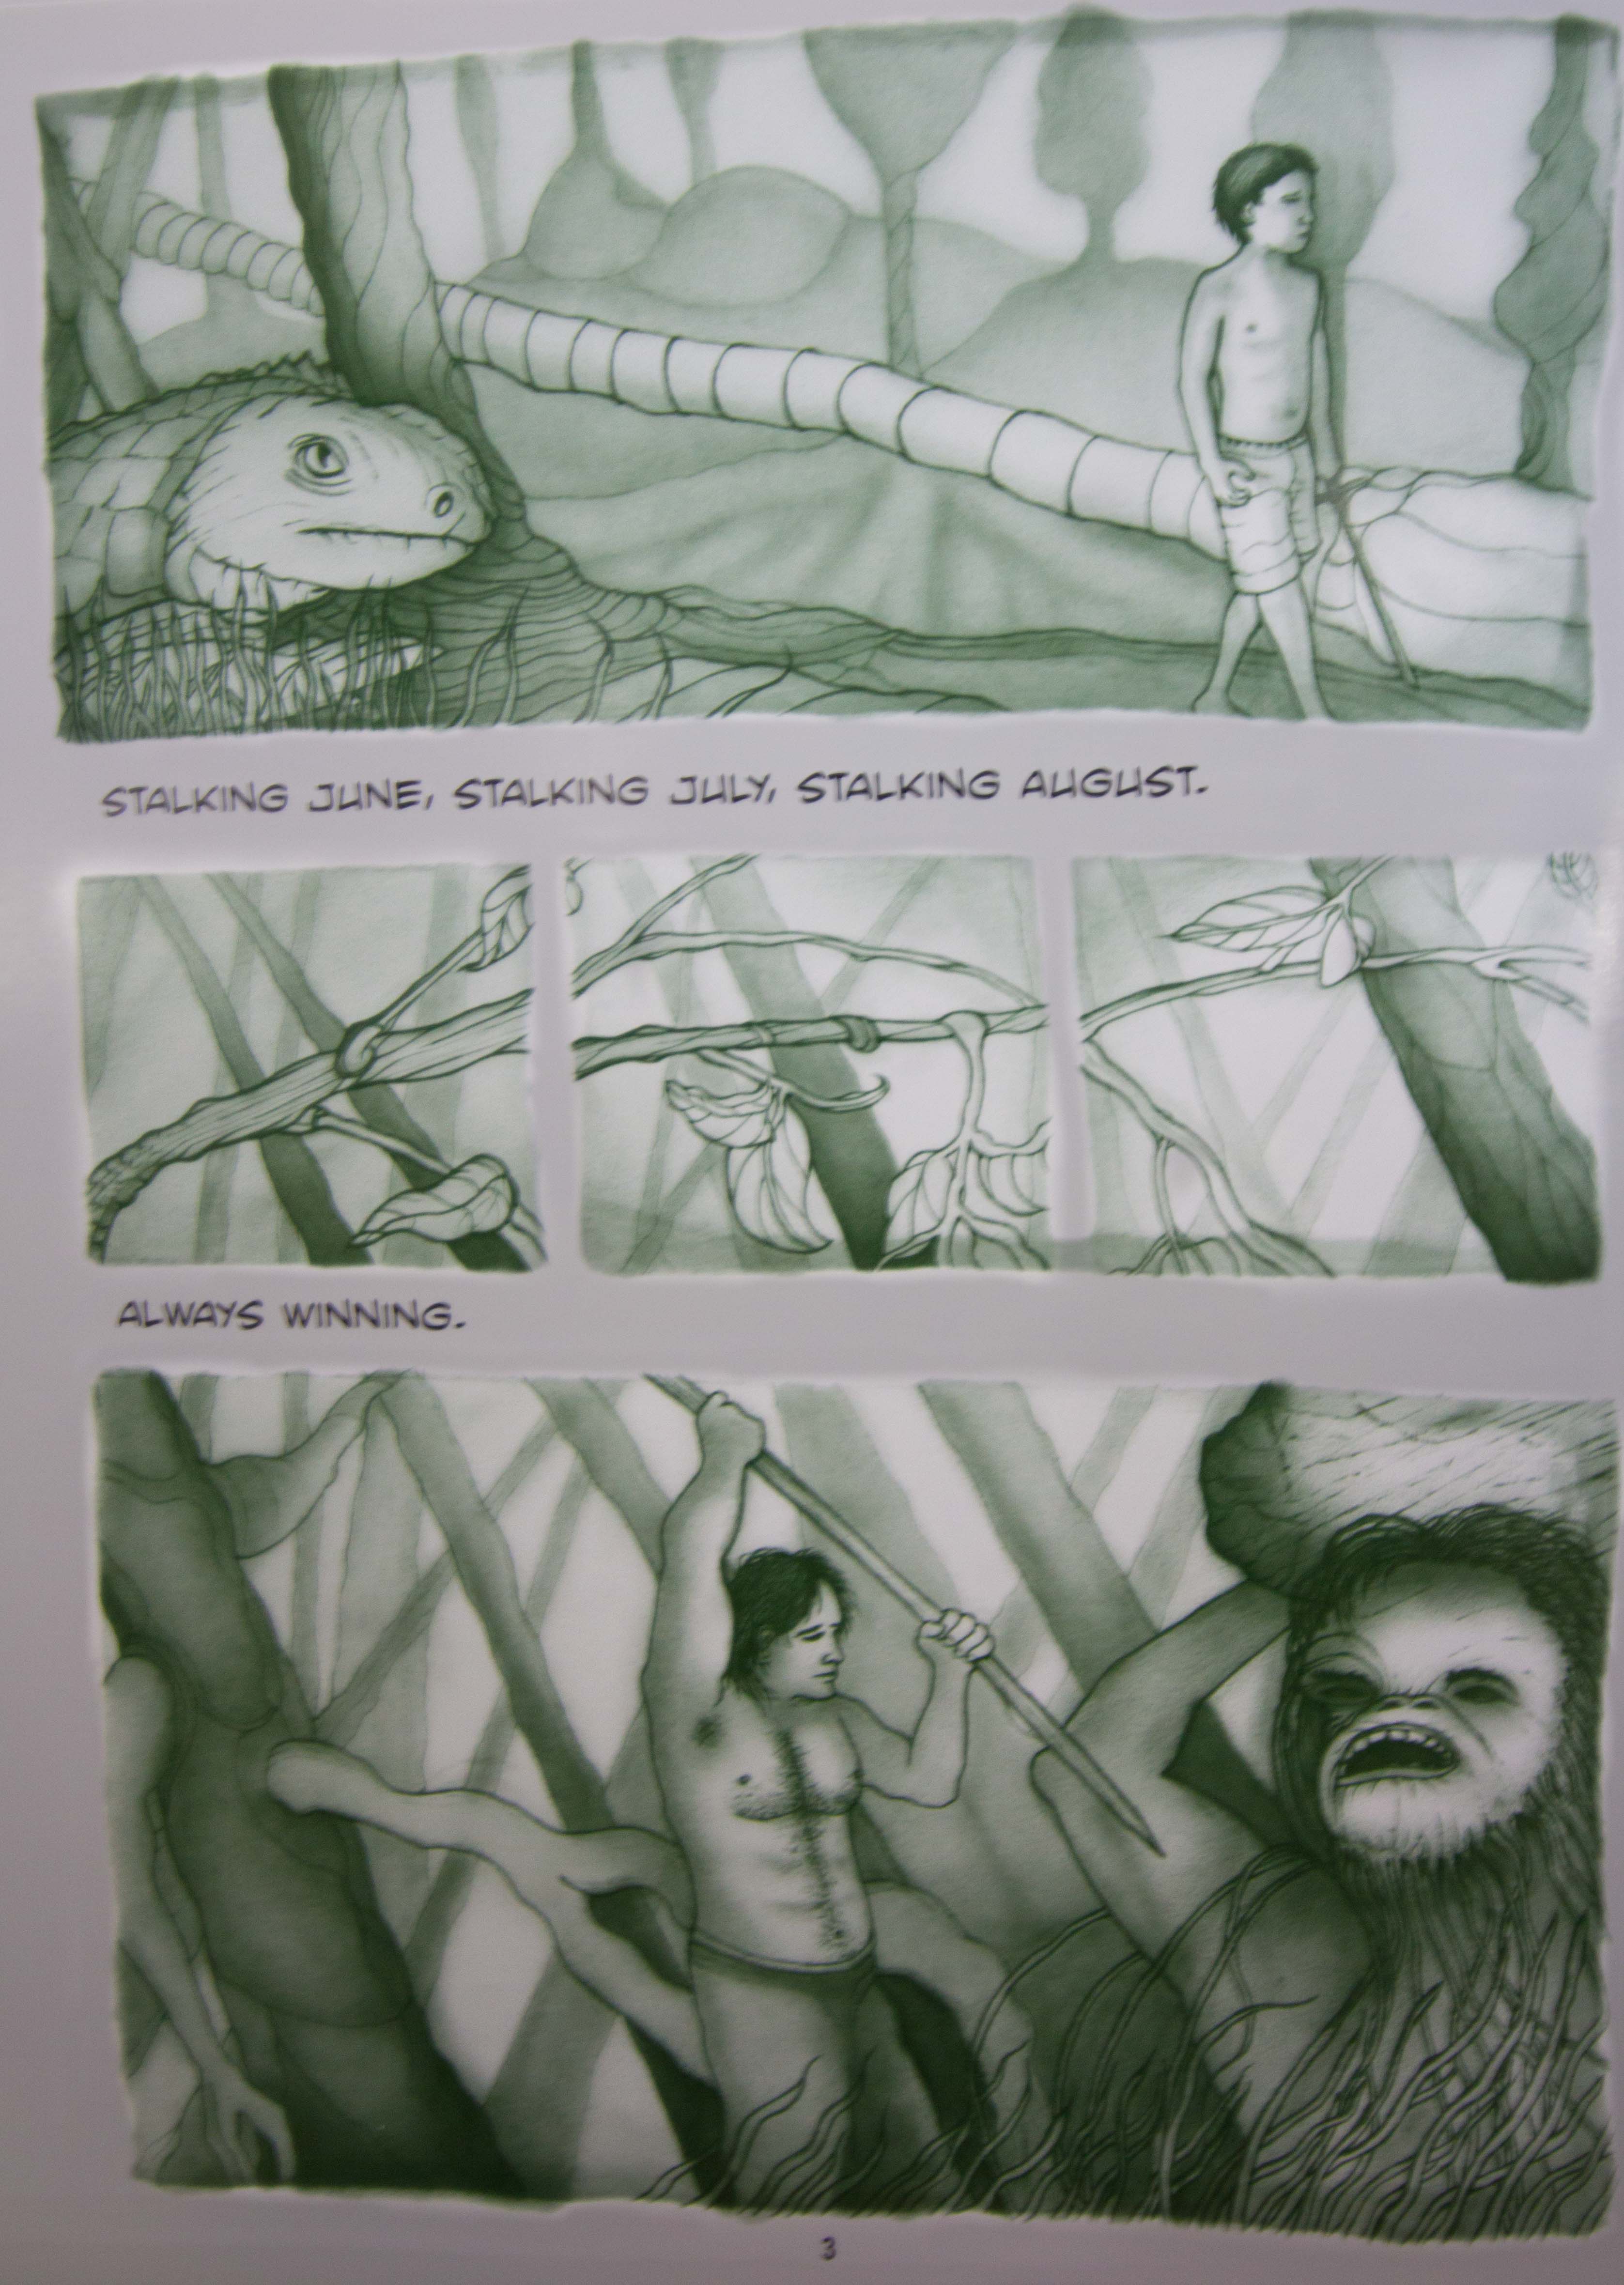 STALKING JUNE, STALKING JULY, STALKING AUGUST.
ALWAYS WINNING.
3